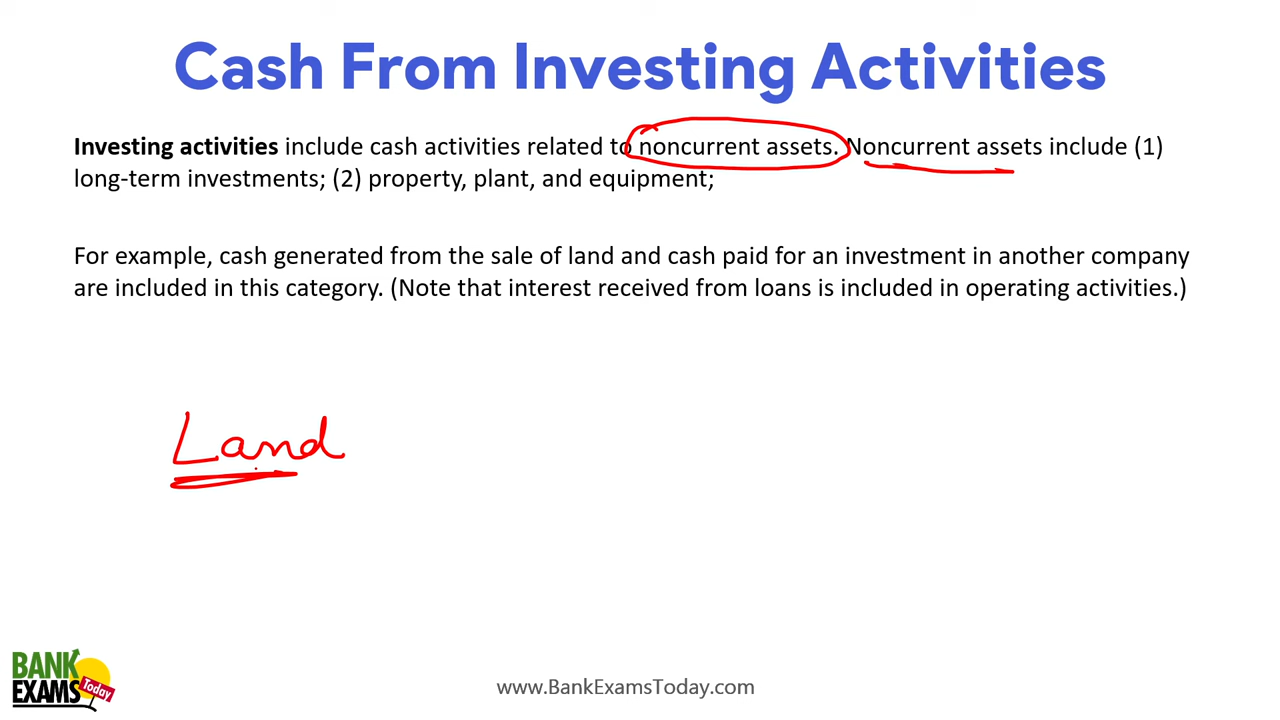 Cash From Investing Activities
Investing activities include cash activities related to noncurrent assets. Noncurrent assets include (1)
long-term investments; (2) property, plant, and equipment;
For example, cash generated from the sale of land and cash paid for an investment in another company
are included in this category. (Note that interest received from loans is included in operating activities.)
Land
BANK
EXAMS
Today
www.BankExamsToday.com